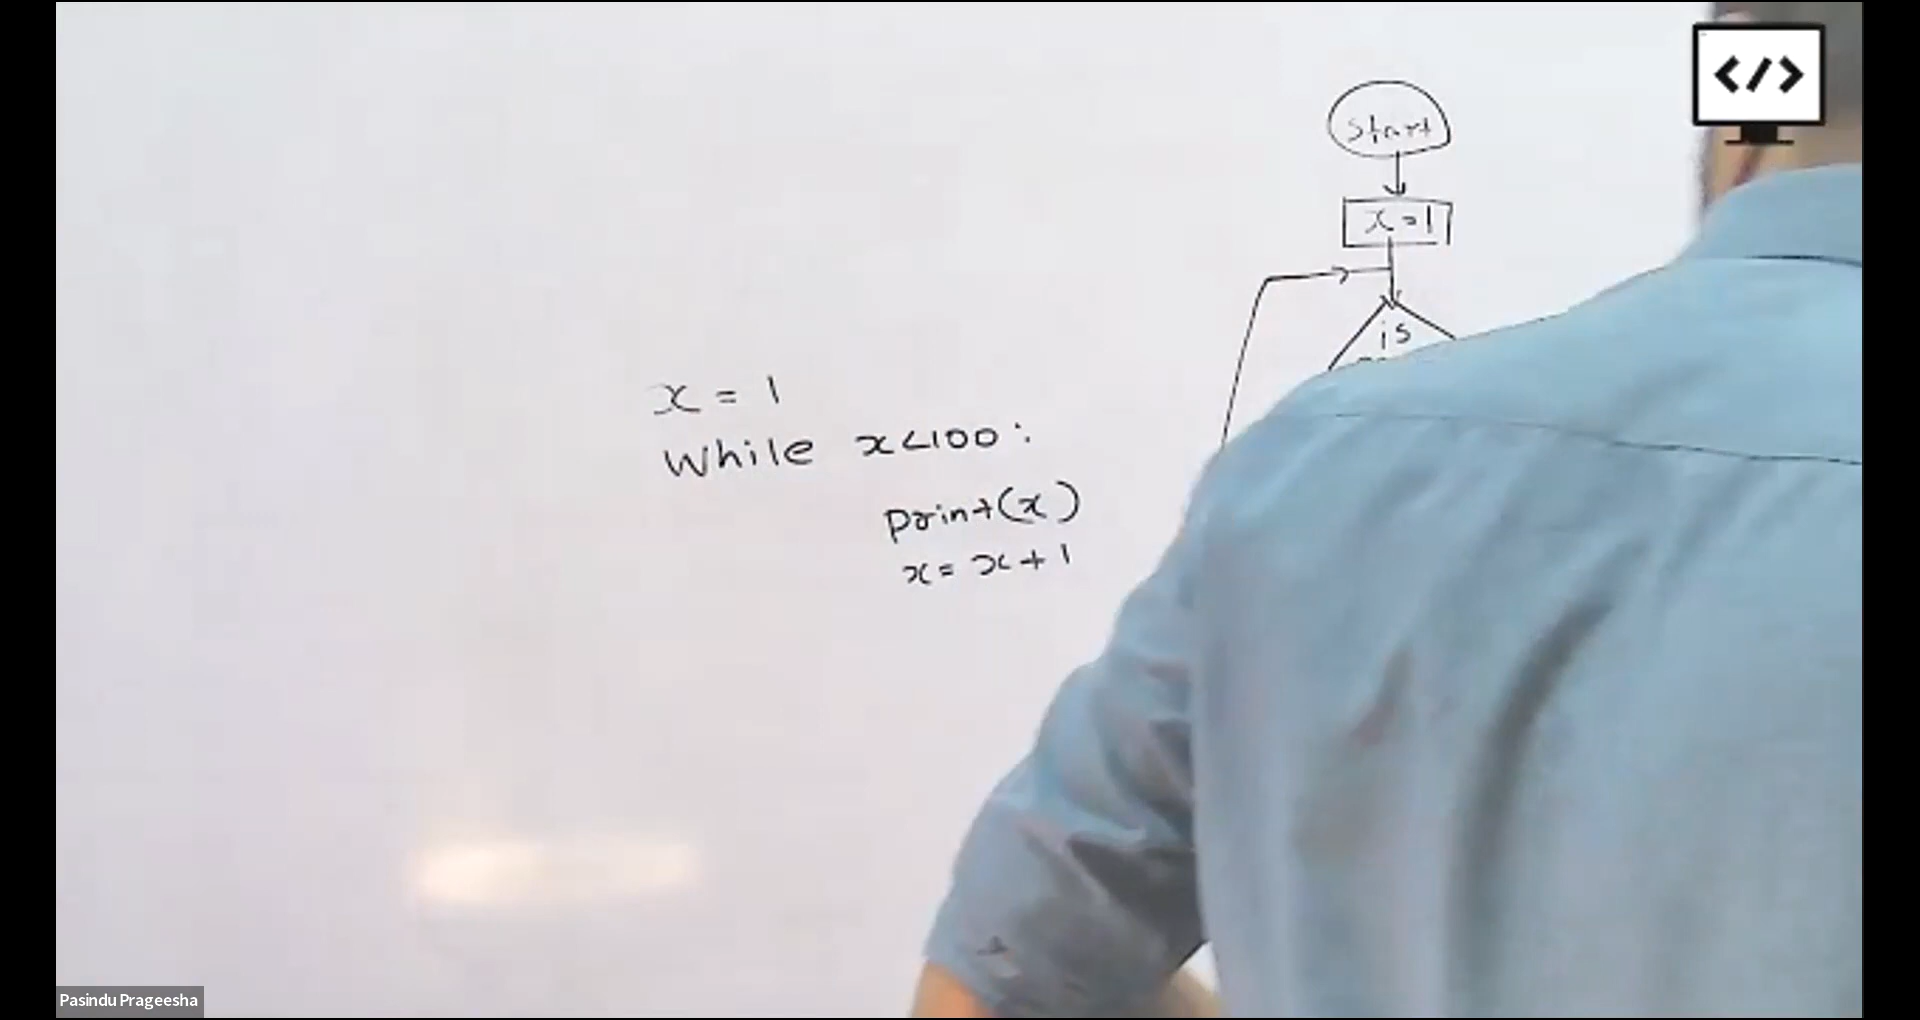 x = 1
While x<100 :
print(x)
x = x + 1
Start
x = 1
is
</>
Pasindu Prageesha